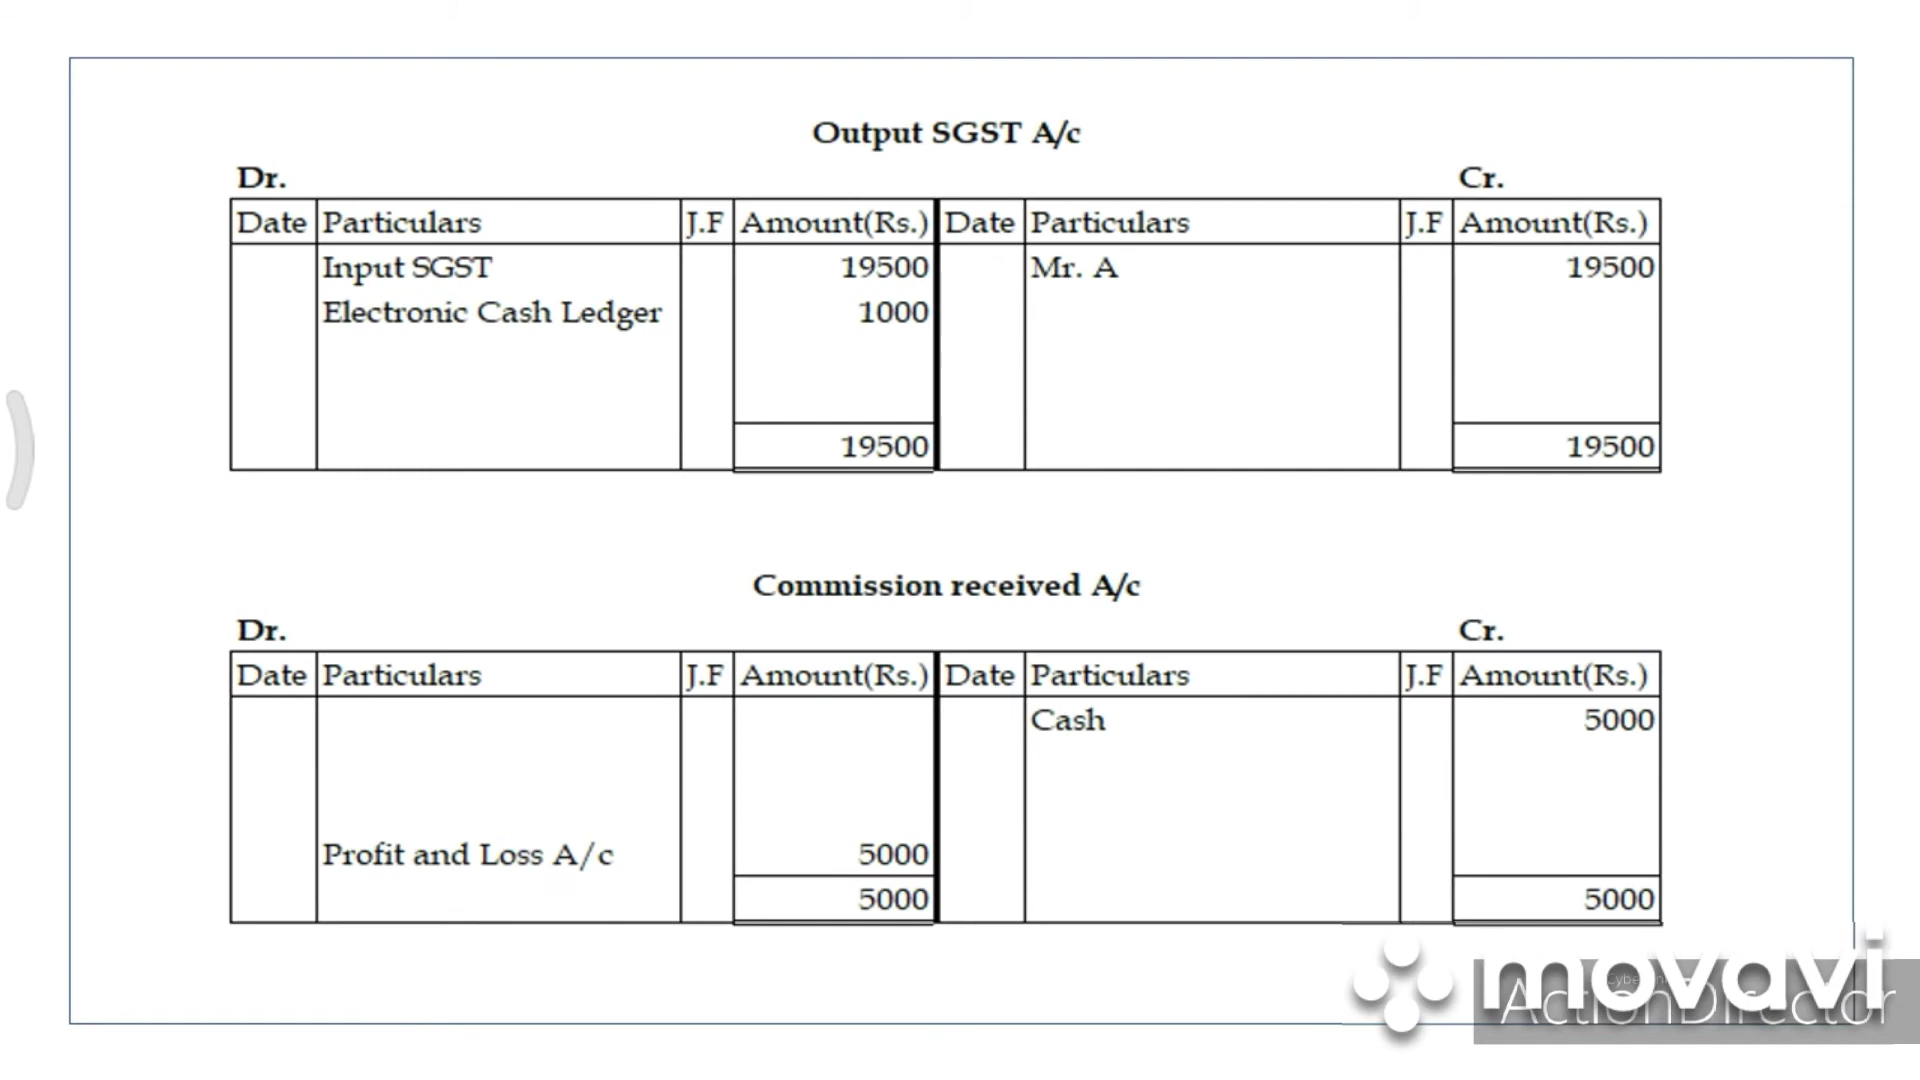 Output SGST A/c
Dr. Cr.
Date Particulars J.F Amount(Rs.) Date Particulars J.F Amount(Rs.)
Input SGST 19500 Mr. A 19500
Electronic Cash Ledger 1000
19500 19500
Commission received A/c
Dr. Cr.
Date Particulars J.F Amount(Rs.) Date Particulars J.F Amount(Rs.)
Cash 5000
Profit and Loss A/c 5000
5000 5000
movavi
ActionDirector